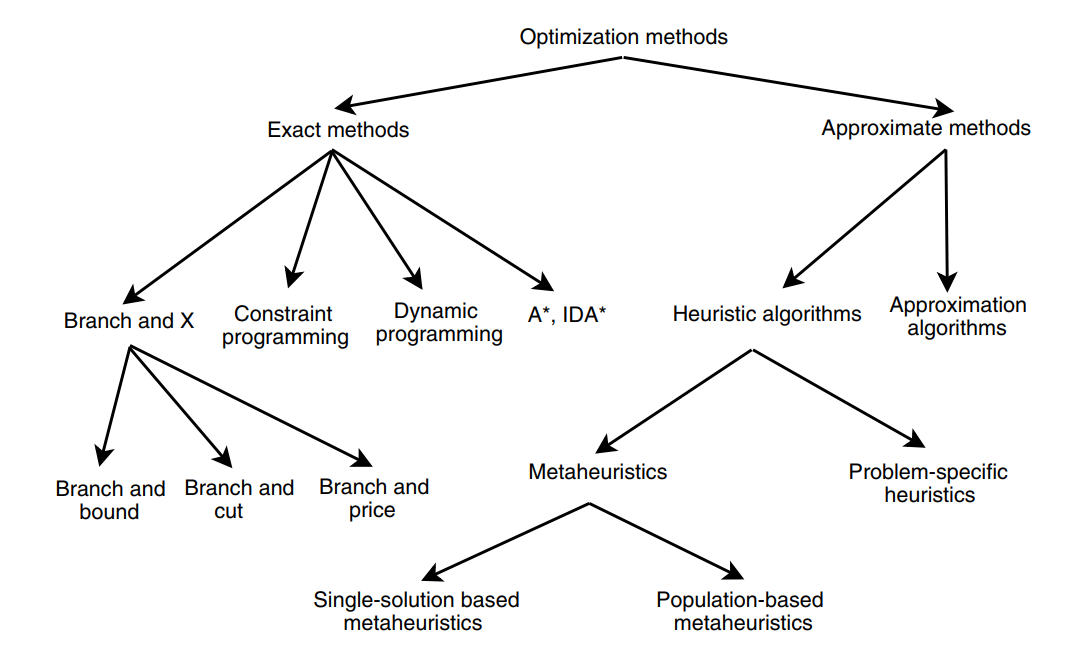 Optimization methods
Exact methods
Approximate methods
Branch and X
Constraint
programming
Dynamic
programming
A*, IDA*
Heuristic algorithms
Approximation
algorithms
Branch and
bound
Branch and
cut
Branch and
price
Metaheuristics
Problem-specific
heuristics
Single-solution based
metaheuristics
Population-based
metaheuristics